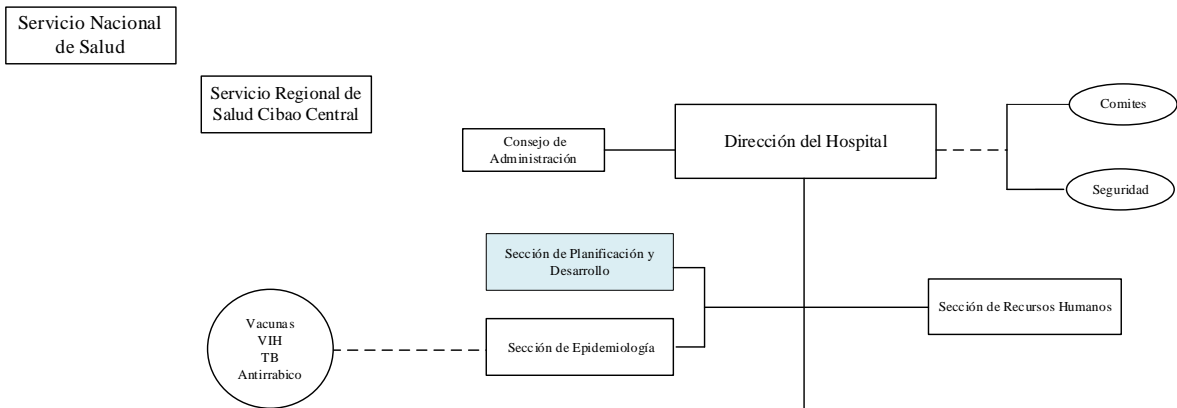 Servicio Nacional
de Salud
Servicio Regional de
Salud Cibao Central
Consejo de
Administración
Dirección del Hospital
Comites
Seguridad
Sección de Planificación y
Desarrollo
Sección de Recursos Humanos
Vacunas
VIH
TB
Antirrabico
Sección de Epidemiología